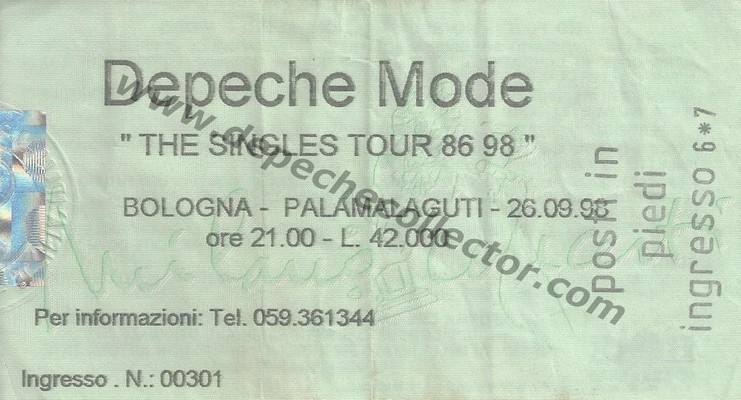 Depeche Mode
" THE SINGLES TOUR 86 98 "
BOLOGNA - PALAMALAGUTI - 26.09.98
ore 21.00 - L. 42.000
Per informazioni: Tel. 059.361344
Ingresso . N.: 00301
posti in
piedi
ingresso 6*7
www.depechecollector.com